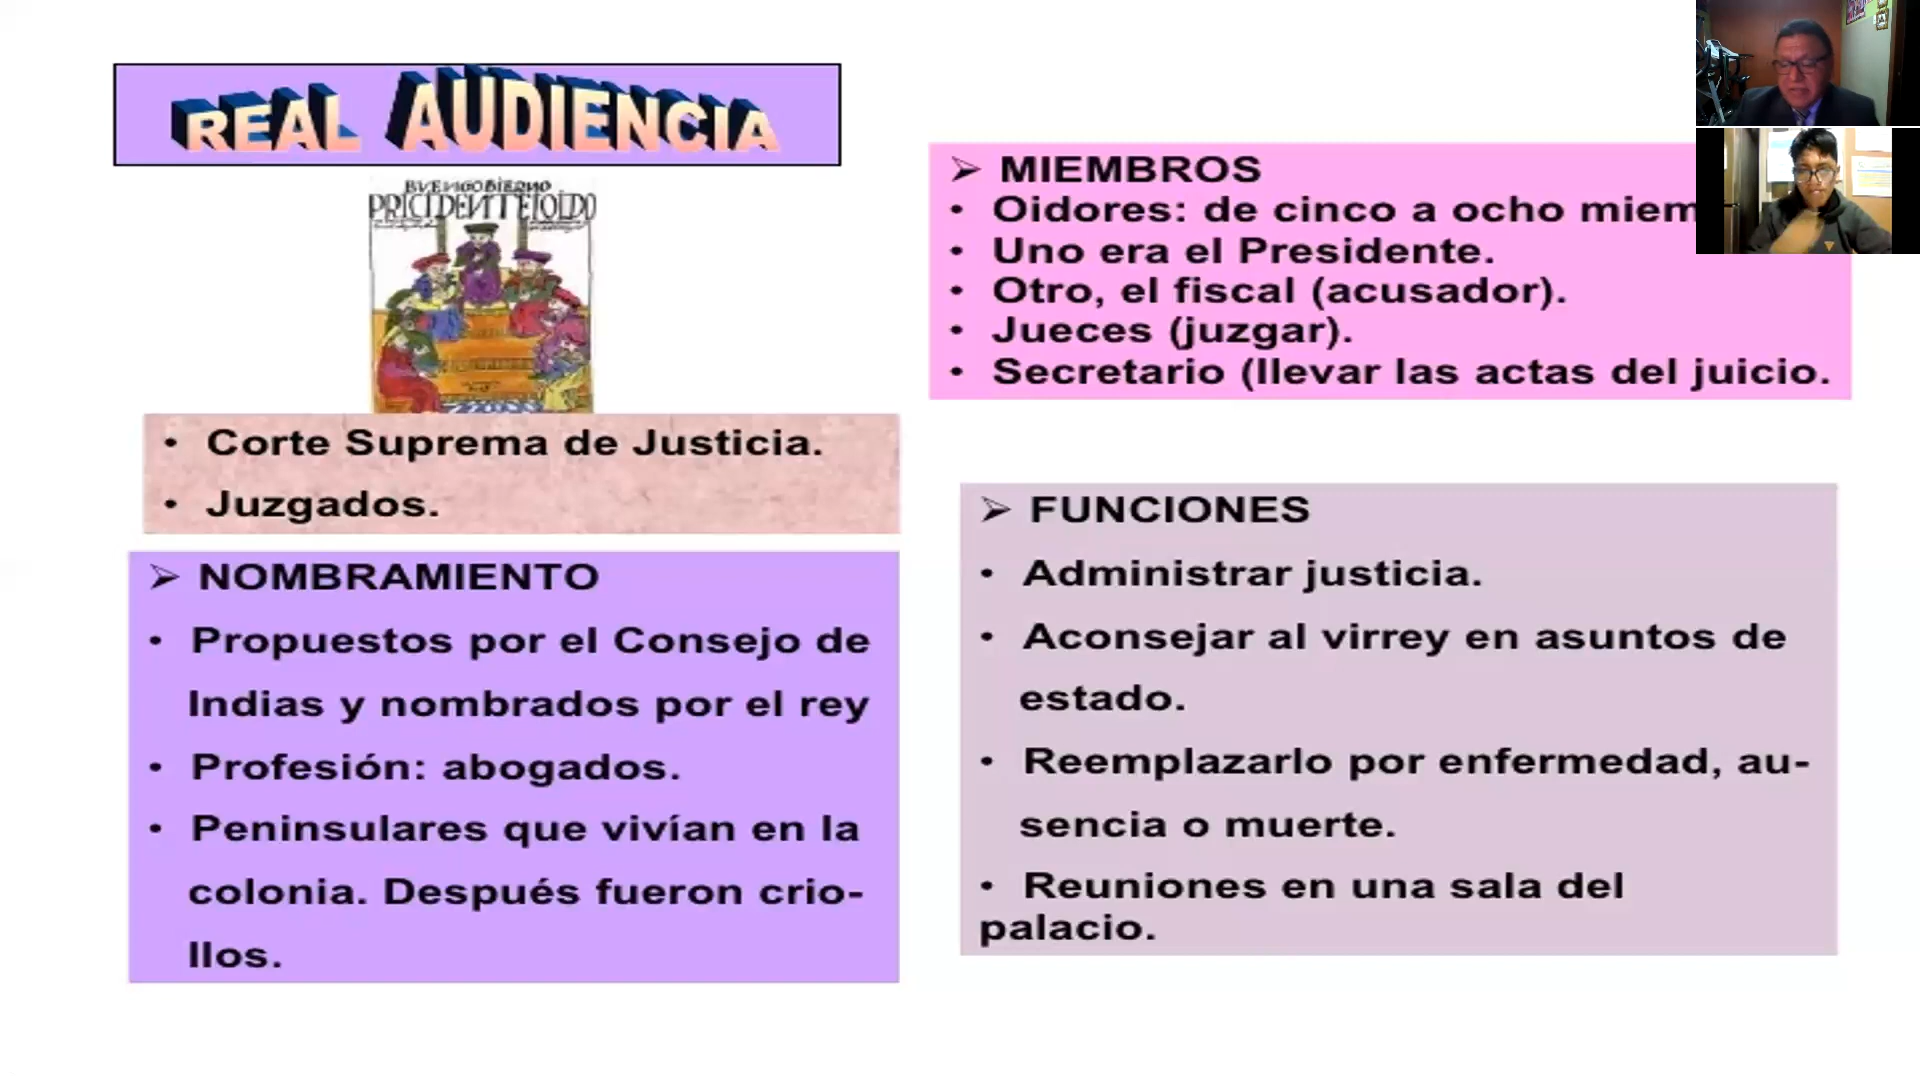 REAL AUDIENCIA
BVEN GOBIERNO
• Corte Suprema de Justicia.
• Juzgados.
➢ NOMBRAMIENTO
• Propuestos por el Consejo de
Indias y nombrados por el rey
• Profesión: abogados.
• Peninsulares que vivían en la
colonia. Después fueron crio-
llos.
➢ MIEMBROS
• Oidores: de cinco a ocho miem
• Uno era el Presidente.
• Otro, el fiscal (acusador).
• Jueces (juzgar).
• Secretario (llevar las actas del juicio.
➢ FUNCIONES
• Administrar justicia.
• Aconsejar al virrey en asuntos de
estado.
• Reemplazarlo por enfermedad, au-
sencia o muerte.
• Reuniones en una sala del
palacio.